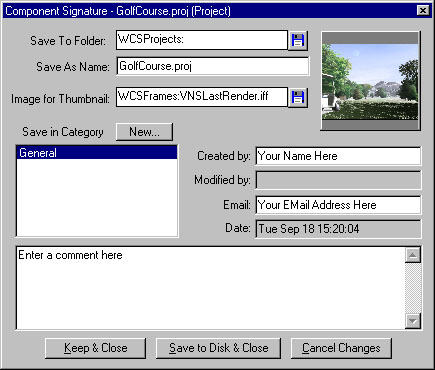 Component Signature - GolfCourse.proj (Project)
Save To Folder: WCSProjects:
Save As Name: GolfCourse.proj
Image for Thumbnail: WCSFrames:VNSLastRender.iff
Save in Category New...
General
Created by: Your Name Here
Modified by:
Email: Your EMail Address Here
Date: Tue Sep 18 15:20:04
Enter a comment here
Keep & Close Save to Disk & Close Cancel Changes